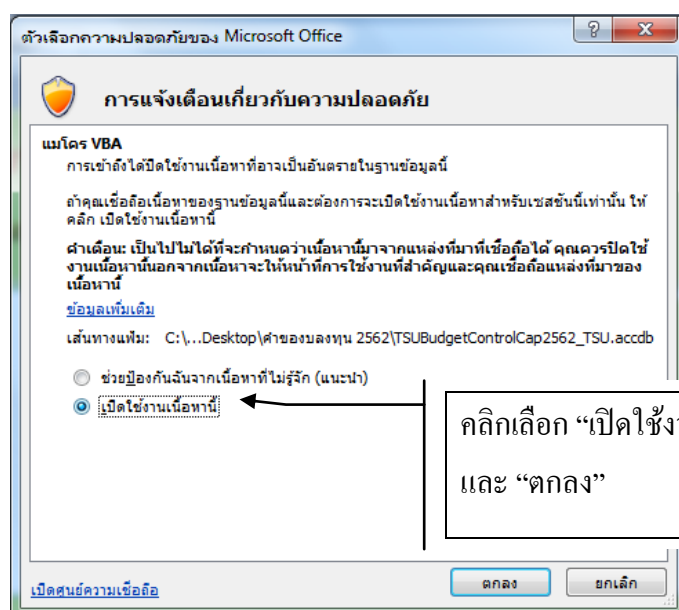 ตัวเลือกความปลอดภัยของ Microsoft Office
การแจ้งเตือนเกี่ยวกับความปลอดภัย
แมโคร VBA
การเข้าถึงได้ปิดใช้งานเนื้อหาที่อาจเป็นอันตรายในฐานข้อมูลนี้
ถ้าคุณเชื่อถือเนื้อหาของฐานข้อมูลนี้และต้องการจะเปิดใช้งานเนื้อหาสำหรับเซสชันนี้เท่านั้น ให้
คลิก เปิดใช้งานเนื้อหานี้
คำเตือน: เป็นไปไม่ได้ที่จะกำหนดว่าเนื้อหานี้มาจากแหล่งที่มาที่เชื่อถือได้ คุณควรปิดใช้
งานเนื้อหานี้นอกจากเนื้อหาจะให้หน้าที่การใช้งานที่สำคัญและคุณเชื่อถือแหล่งที่มาของ
เนื้อหานี้
ข้อมูลเพิ่มเติม
เส้นทางแฟ้ม: C:\...Desktop\คำของบลงทุน 2562\TSUBudgetControlCap2562_TSU.accdb
ช่วยป้องกันฉันจากเนื้อหาที่ไม่รู้จัก (แนะนำ)
เปิดใช้งานเนื้อหานี้
คลิกเลือก “เปิดใช้ง
และ “ตกลง”
เปิดศูนย์ความเชื่อถือ
ตกลง
ยกเลิก